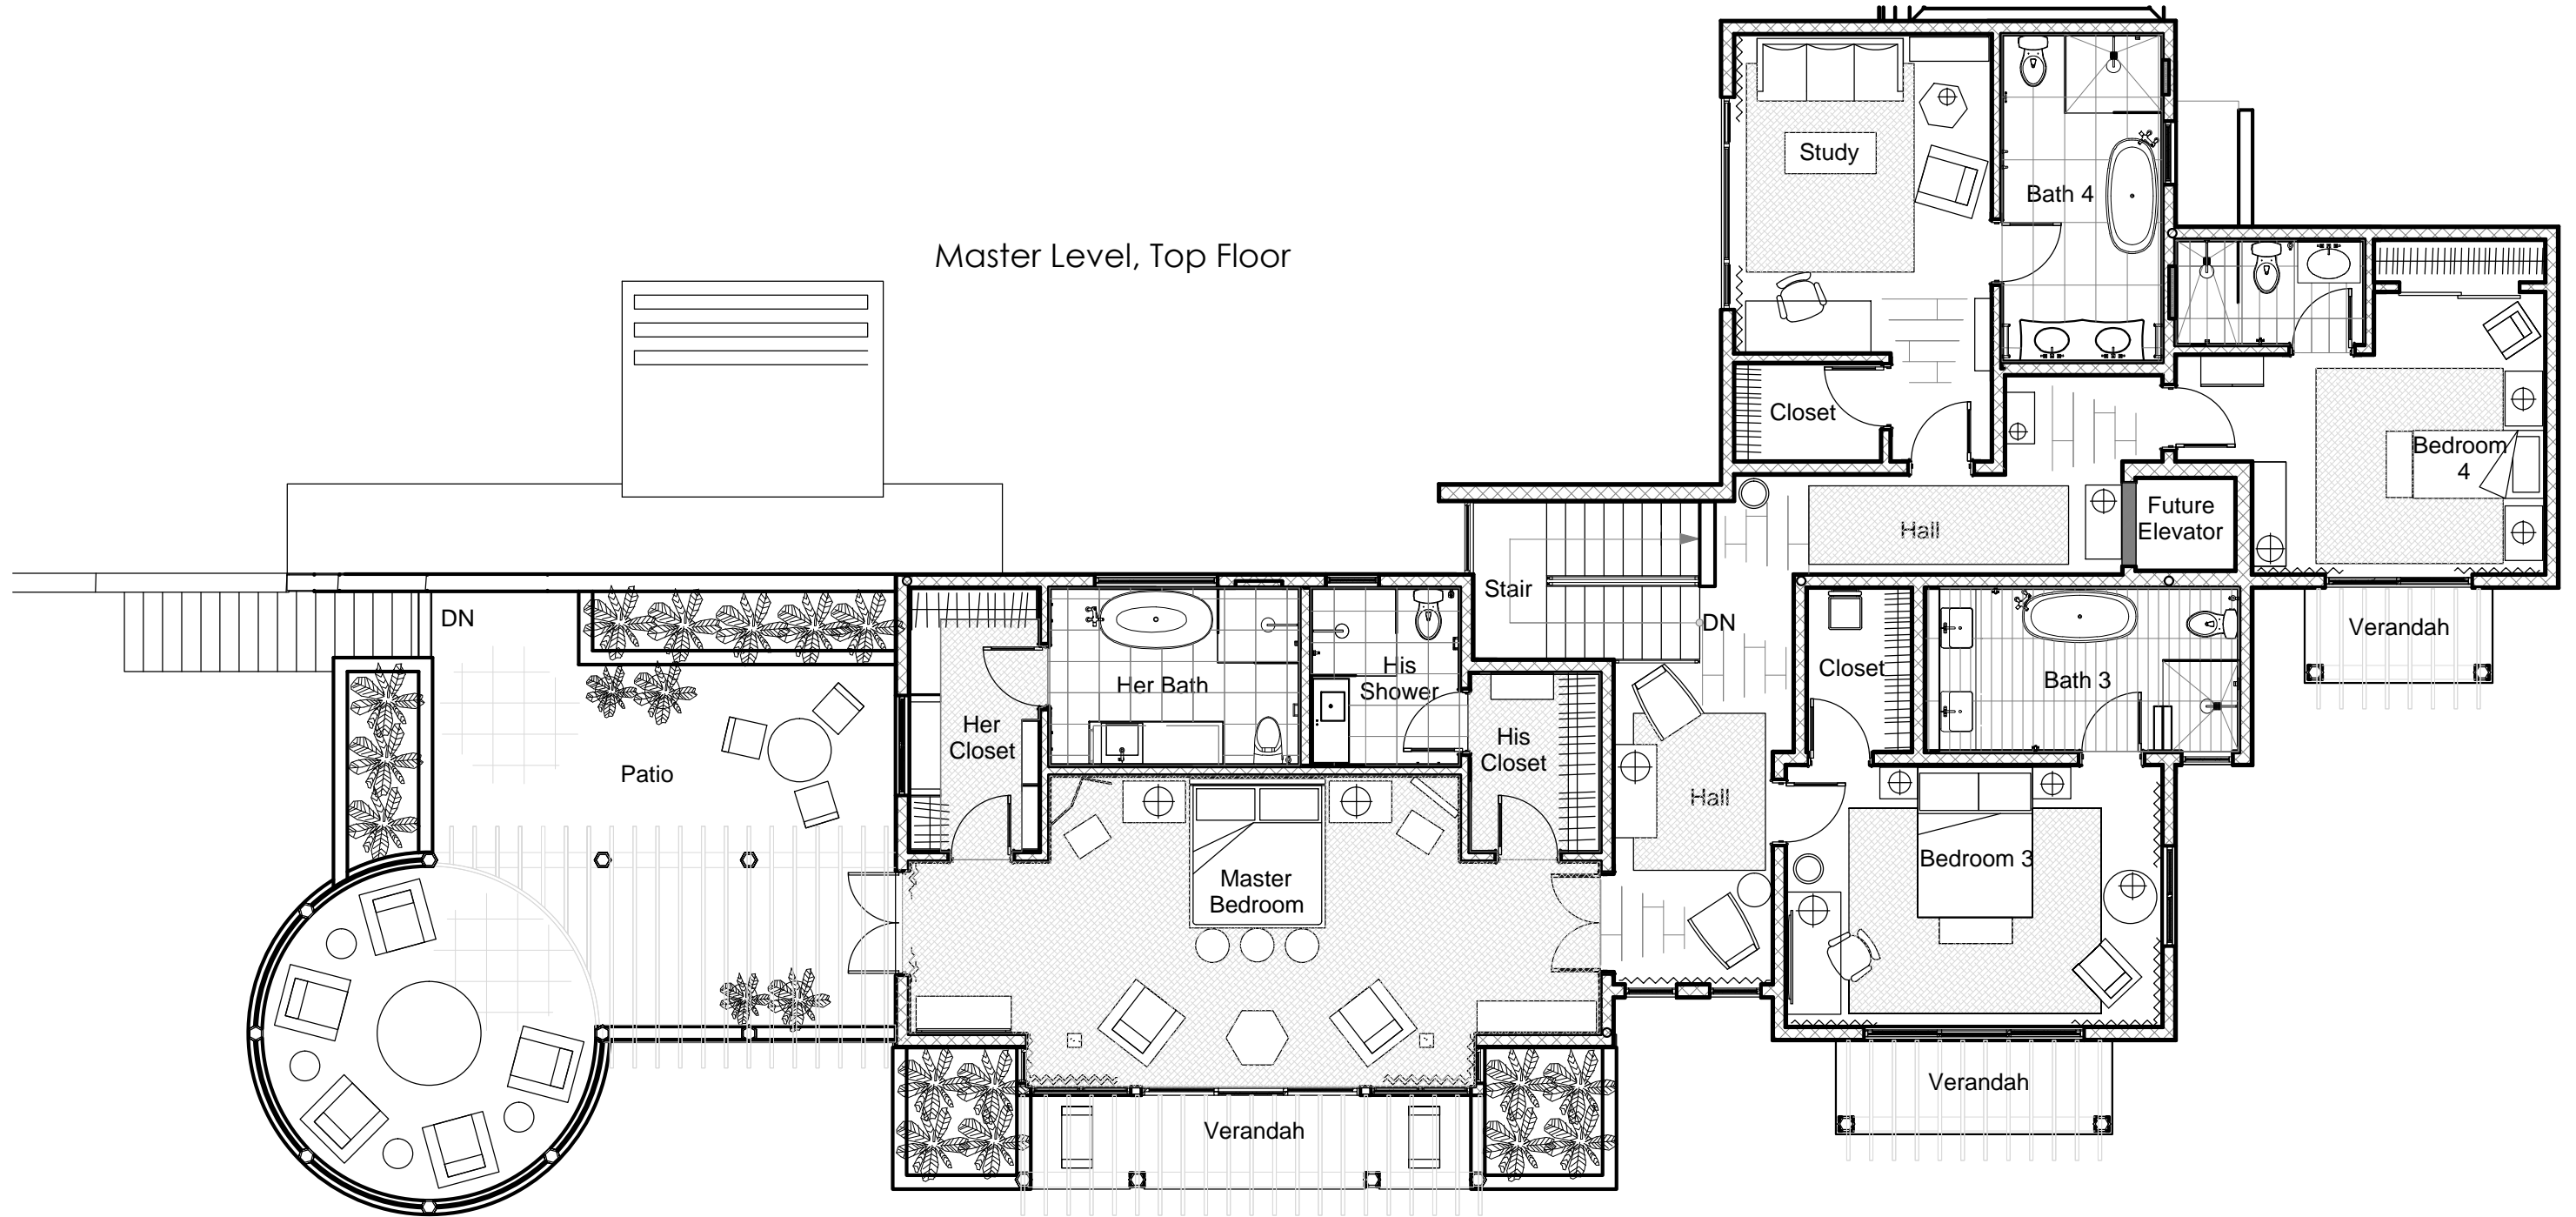 Master Level, Top Floor
Study
Bath 4
Closet
Bedroom
4
Future
Elevator
Hall
Stair
DN
DN
Verandah
Closet
Bath 3
His
Shower
Her Bath
Her
Closet
His
Closet
Patio
Hall
Bedroom 3
Master
Bedroom
Verandah
Verandah